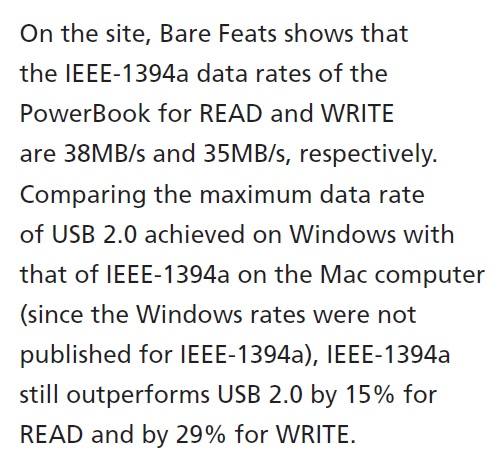 On the site, Bare Feats shows that
the IEEE-1394a data rates of the
PowerBook for READ and WRITE
are 38MB/s and 35MB/s, respectively.
Comparing the maximum data rate
of USB 2.0 achieved on Windows with
that of IEEE-1394a on the Mac computer
(since the Windows rates were not
published for IEEE-1394a), IEEE-1394a
still outperforms USB 2.0 by 15% for
READ and by 29% for WRITE.